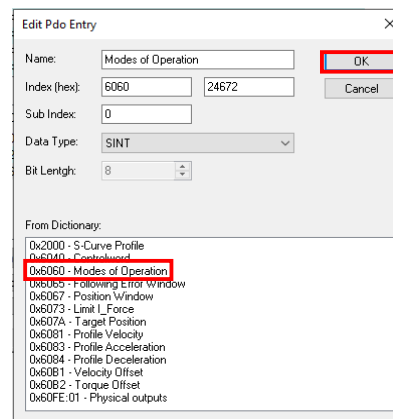 Edit Pdo Entry
Name: Modes of Operation OK
Index (hex): 6060 24672 Cancel
Sub Index: 0
Data Type: SINT
Bit Lentgh: 8
From Dictionary:
0x2000 - S-Curve Profile
0x6040 - Controlword
0x6060 - Modes of Operation
0x6065 - Following Error Window
0x6067 - Position Window
0x6073 - Limit I_Force
0x607A - Target Position
0x6081 - Profile Velocity
0x6083 - Profile Acceleration
0x6084 - Profile Deceleration
0x60B1 - Velocity Offset
0x60B2 - Torque Offset
0x60FE:01 - Physical outputs